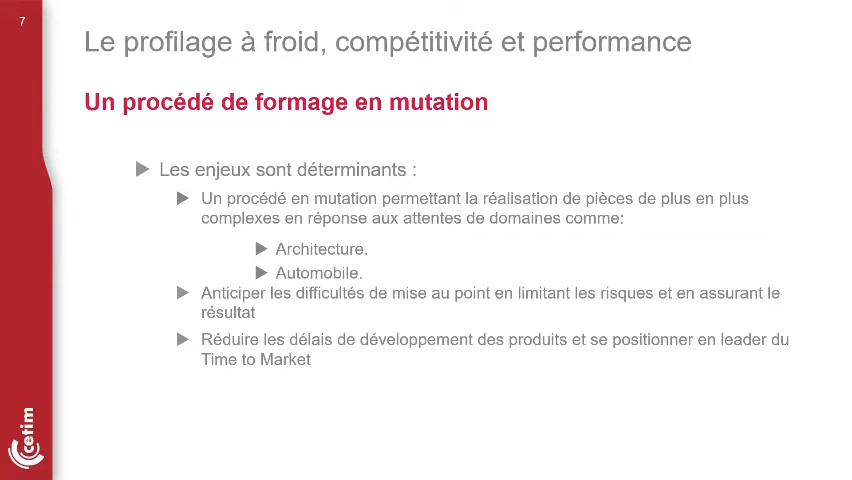 7
Le profilage à froid, compétitivité et performance
Un procédé de formage en mutation
Les enjeux sont déterminants :
Un procédé en mutation permettant la réalisation de pièces de plus en plus
complexes en réponse aux attentes de domaines comme:
Architecture.
Automobile.
Anticiper les difficultés de mise au point en limitant les risques et en assurant le
résultat
Réduire les délais de développement des produits et se positionner en leader du
Time to Market
cetim